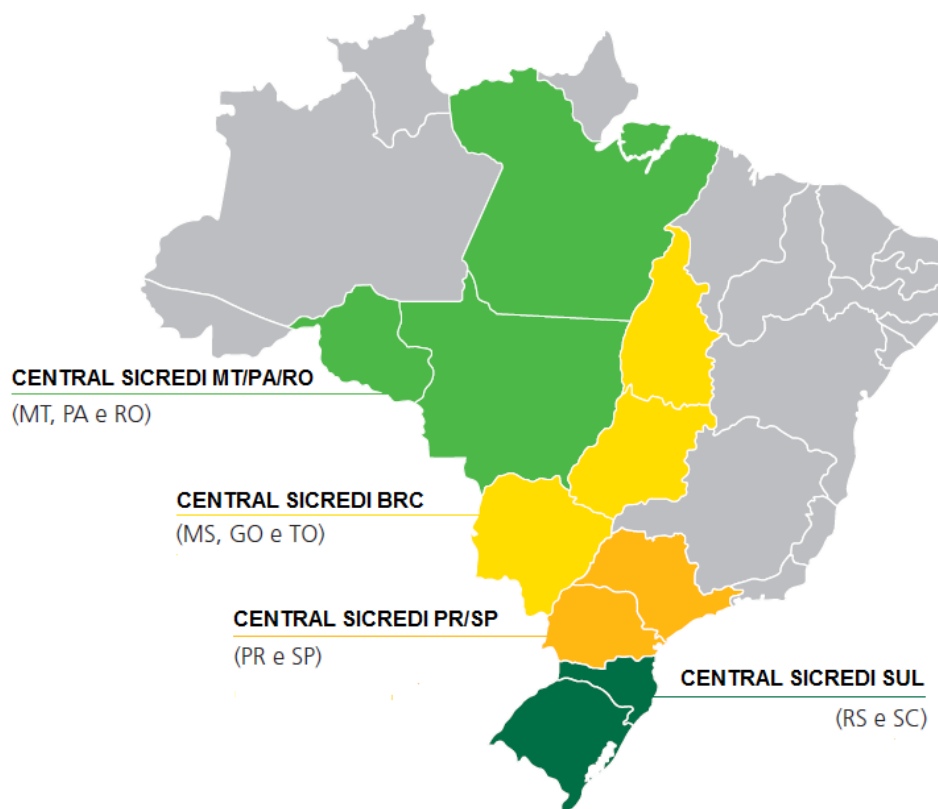 CENTRAL SICREDI MT/PA/RO
(MT, PA e RO)
CENTRAL SICREDI BRC
(MS, GO e TO)
CENTRAL SICREDI PR/SP
(PR e SP)
CENTRAL SICREDI SUL
(RS e SC)